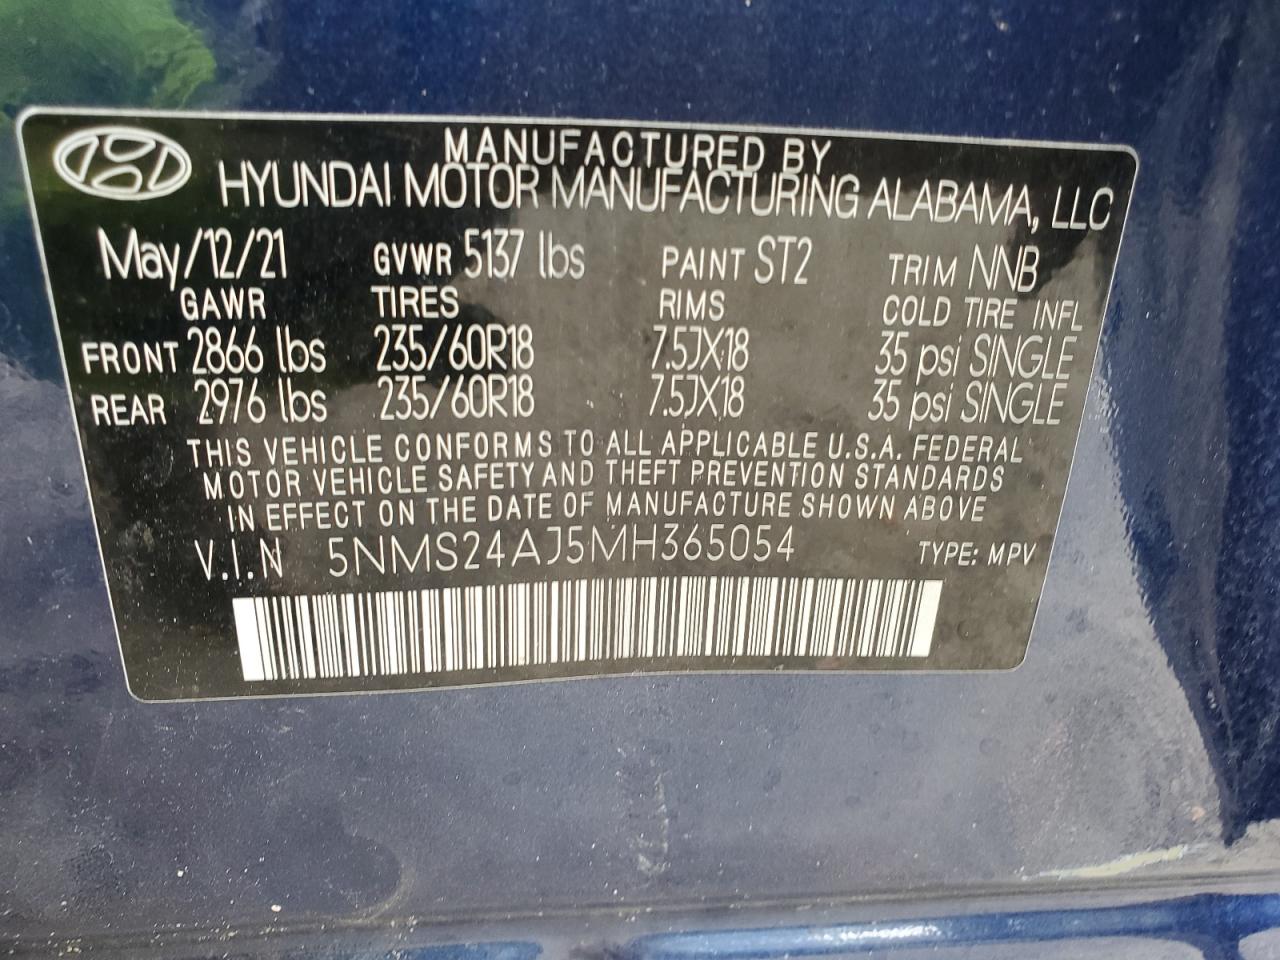 MANUFACTURED BY
HYUNDAI MOTOR MANUFACTURING ALABAMA, LLC
May/12/21 GVWR 5137 lbs PAINT ST2 TRIM NNB
GAWR TIRES RIMS COLD TIRE INFL
FRONT 2866 lbs 235/60R18 7.5JX18 35 psi SINGLE
REAR 2976 lbs 235/60R18 7.5JX18 35 psi SINGLE
THIS VEHICLE CONFORMS TO ALL APPLICABLE U.S.A. FEDERAL
MOTOR VEHICLE SAFETY AND THEFT PREVENTION STANDARDS
IN EFFECT ON THE DATE OF MANUFACTURE SHOWN ABOVE
V.I.N 5NMS24AJ5MH365054 TYPE: MPV